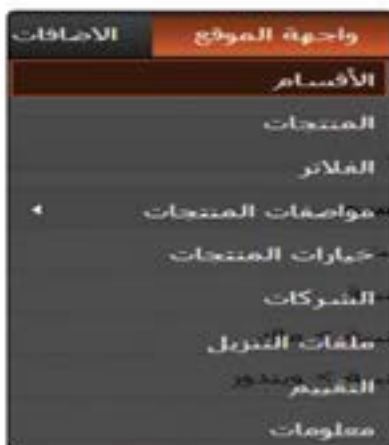 واجهة الموقع الاضافات
الأقسام
المنتجات
الفلاتر
مواصفات المنتجات
خيارات المنتجات
الشركات
ملفات التنزيل
التقييم
معلومات